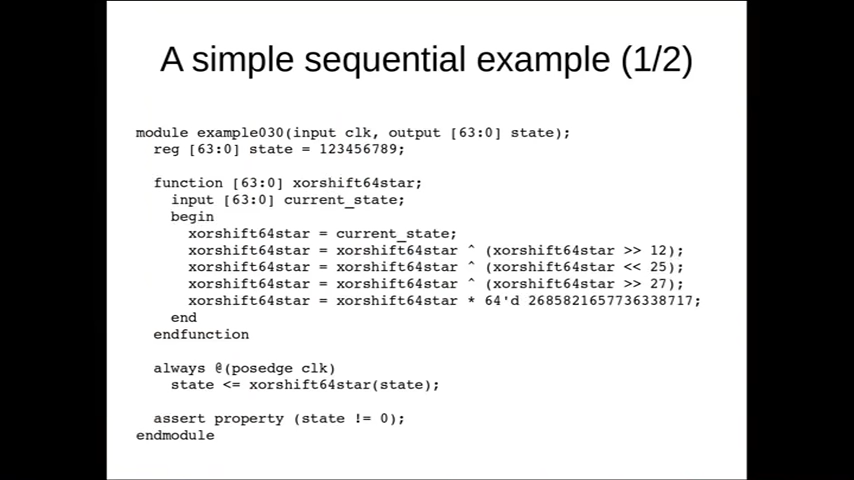 A simple sequential example (1/2)
module example030(input clk, output [63:0] state);
reg [63:0] state = 123456789;
function [63:0] xorshift64star;
input [63:0] current_state;
begin
xorshift64star = current_state;
xorshift64star = xorshift64star ^ (xorshift64star >> 12);
xorshift64star = xorshift64star ^ (xorshift64star << 25);
xorshift64star = xorshift64star ^ (xorshift64star >> 27);
xorshift64star = xorshift64star * 64'd 2685821657736338717;
end
endfunction
always @(posedge clk)
state <= xorshift64star(state);
assert property (state != 0);
endmodule